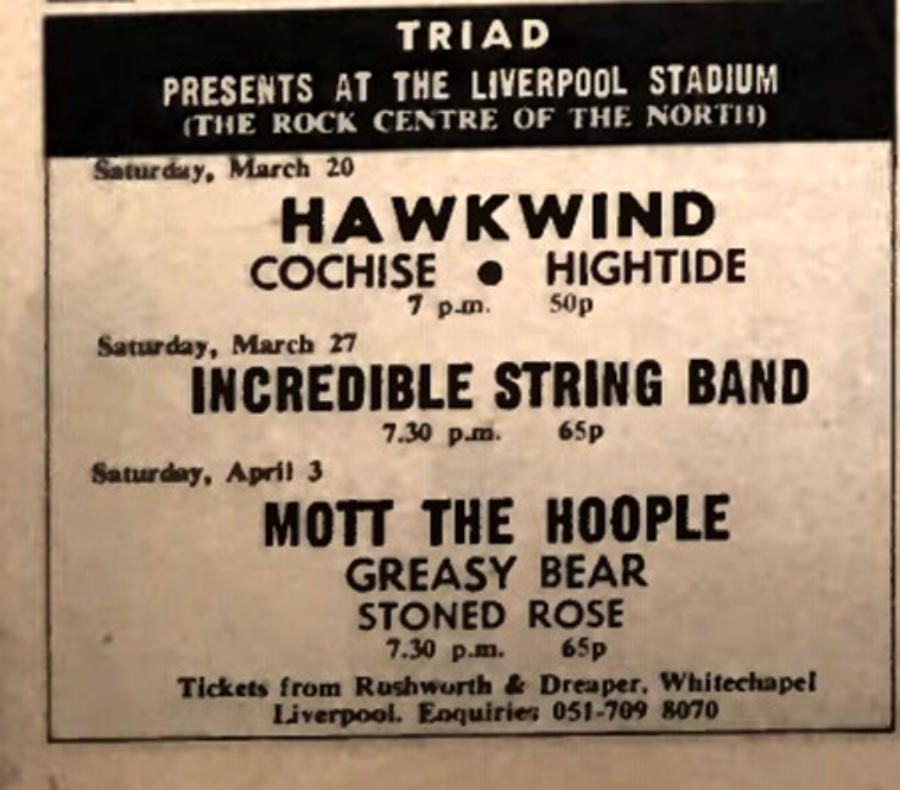 TRIAD
PRESENTS AT THE LIVERPOOL STADIUM
(THE ROCK CENTRE OF THE NORTH)
Saturday, March 20
HAWKWIND
COCHISE ● HIGHTIDE
7 p.m. 50p
Saturday, March 27
INCREDIBLE STRING BAND
7.30 p.m. 65p
Saturday, April 3
MOTT THE HOOPLE
GREASY BEAR
STONED ROSE
7.30 p.m. 65p
Tickets from Rushworth & Dreaper, Whitechapel
Liverpool. Enquiries 051-709 8070